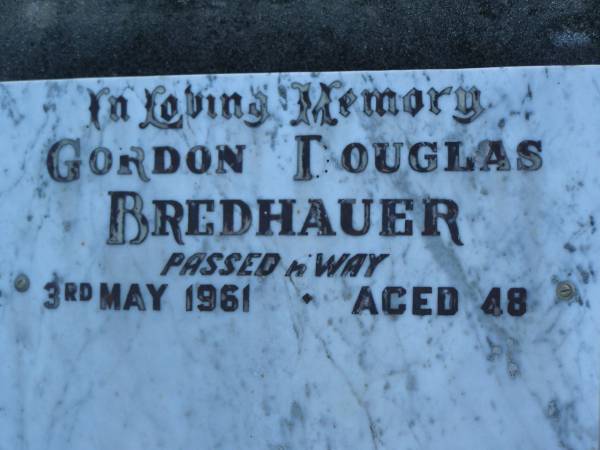 In Loving Memory
GORDON DOUGLAS
BREDHAUER
PASSED AWAY
3RD MAY 1961 • AGED 48